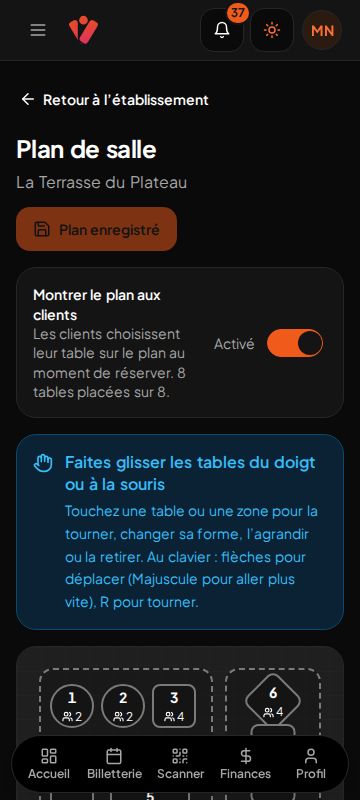 37
MN
Retour à l'établissement
Plan de salle
La Terrasse du Plateau
Plan enregistré
Montrer le plan aux
clients
Les clients choisissent
leur table sur le plan au
moment de réserver. 8
tables placées sur 8.
Activé
Faites glisser les tables du doigt
ou à la souris
Touchez une table ou une zone pour la
tourner, changer sa forme, l'agrandir
ou la retirer. Au clavier : flèches pour
déplacer (Majuscule pour aller plus
vite), R pour tourner.
1
2
2
2
3
4
6
4
Accueil
Billetterie
Scanner
Finances
Profil
5